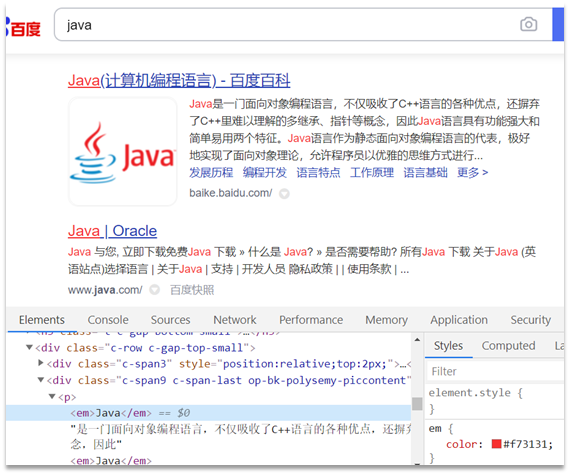 百度
java
Java(计算机编程语言) - 百度百科
Java
Java是一门面向对象编程语言，不仅吸收了C++语言的各种优点，还摒弃
了C++里难以理解的多继承、指针等概念，因此Java语言具有功能强大和
简单易用两个特征。Java语言作为静态面向对象编程语言的代表，极好
地实现了面向对象理论，允许程序员以优雅的思维方式进行...
发展历程 编程开发 语言特点 工作原理 语言基础 更多 >
baike.baidu.com/
Java | Oracle
Java 与您, 立即下载免费Java 下载 » 什么是 Java? » 是否需要帮助? 所有Java 下载 关于Java (英
语站点)选择语言 | 关于Java | 支持 | 开发人员 隐私政策 | | 使用条款 | ...
www.java.com/ 百度快照
Elements Console Sources Network Performance Memory Application Security
▼<div class="c-row c-gap-top-small">
▶<div class="c-span3" style="position:relative;top:2px;">…<
▼<div class="c-span9 c-span-last op-bk-polysemy-piccontent"
▼<p>
<em>Java</em> == $0
"是一门面向对象编程语言，不仅吸收了C++语言的各种优点，还摒弃
念，因此"
<em>Java</em>
Styles Computed La
Filter
element.style {
}
em {
color: #f73131;
}